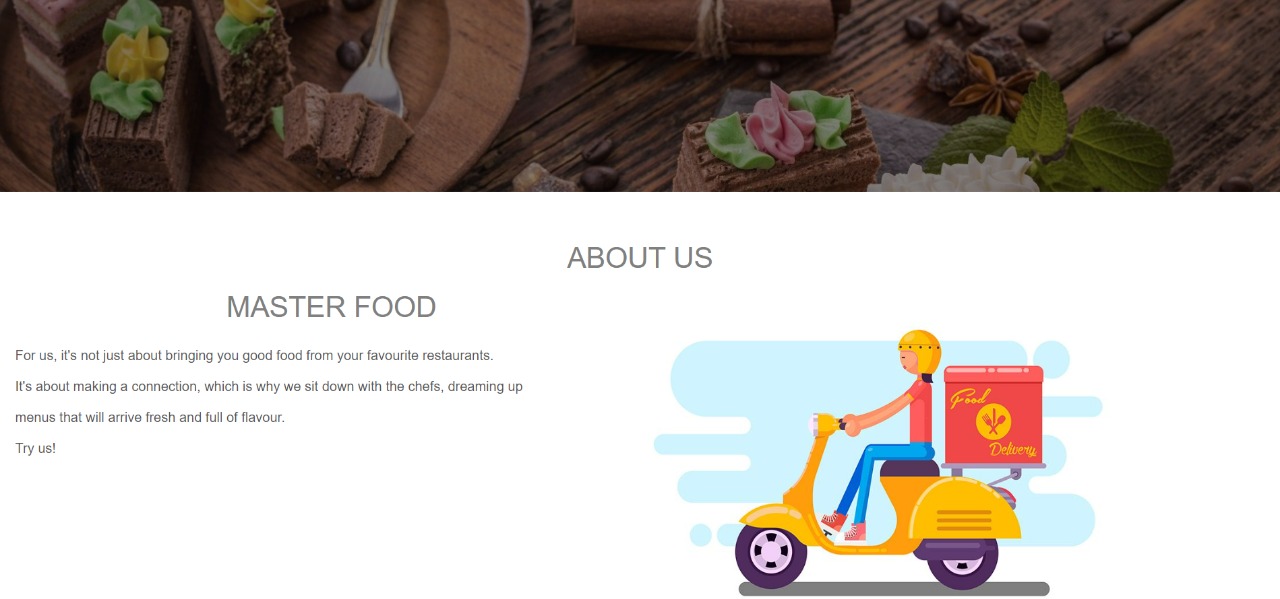 ABOUT US
MASTER FOOD
For us, it's not just about bringing you good food from your favourite restaurants.
It's about making a connection, which is why we sit down with the chefs, dreaming up
menus that will arrive fresh and full of flavour.
Try us!
Food
Delivery